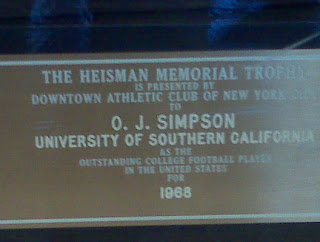 THE HEISMAN MEMORIAL TROPHY
IS PRESENTED BY
DOWNTOWN ATHLETIC CLUB OF NEW YORK
TO
O. J. SIMPSON
UNIVERSITY OF SOUTHERN CALIFORNIA
AS THE
OUTSTANDING COLLEGE FOOTBALL PLAYER
IN THE UNITED STATES
FOR
1968